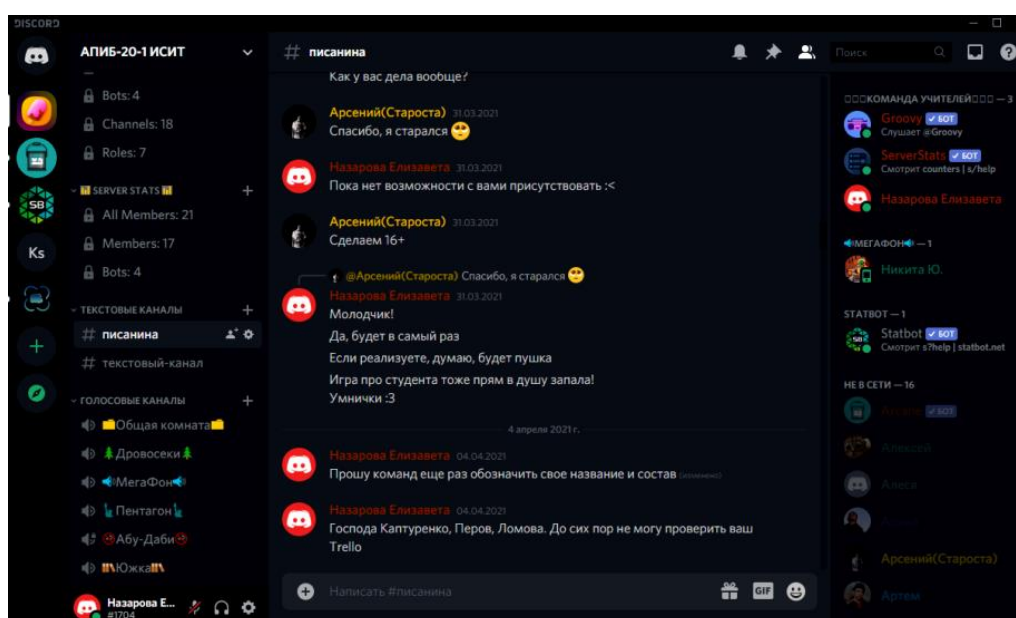 DISCORD
АПИБ-20-1 ИСИТ
Bots: 4
Channels: 18
Roles: 7
SERVER STATS
All Members: 21
Members: 17
Bots: 4
ТЕКСТОВЫЕ КАНАЛЫ
писанина
текстовый-канал
ГОЛОСОВЫЕ КАНАЛЫ
Общая комната
Дровосеки
МегаФон
Пентагон
Абу-Даби
Южка
Назарова Е...
#1704
SB
Ks
# писанина
Поиск
Как у вас дела вообще?
Арсений(Староста) 31.03.2021
Спасибо, я старался
Назарова Елизавета 31.03.2021
Пока нет возможности с вами присутствовать :<
Арсений(Староста) 31.03.2021
Сделаем 16+
@Арсений(Староста) Спасибо, я старался
Назарова Елизавета 31.03.2021
Молодчик!
Да, будет в самый раз
Если реализуете, думаю, будет пушка
Игра про студента тоже прям в душу запала!
Умнички :3
4 апреля 2021 г.
Назарова Елизавета 04.04.2021
Прошу команд еще раз обозначить свое название и состав (изменено)
Назарова Елизавета 04.04.2021
Господа Каптуренко, Перов, Ломова. До сих пор не могу проверить ваш
Trello
Написать #писанина
GIF
КОМАНДА УЧИТЕЛЕЙ — 3
Groovy ✓ БОТ
Слушает @Groovy
ServerStats ✓ БОТ
Смотрит counters | s/help
Назарова Елизавета
МЕГАФОН — 1
Никита Ю.
STATBOT — 1
Statbot ✓ БОТ
Смотрит s?help | statbot.net
НЕ В СЕТИ — 16
Arcane ✓ БОТ
Алексей
Алеса
Арсений(Староста)
Артем